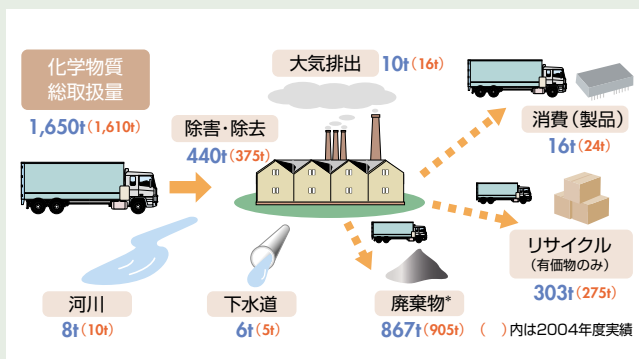 化学物質
総取扱量
1,650t(1,610t)
除害・除去
440t(375t)
大気排出 10t(16t)
消費(製品)
16t(24t)
リサイクル
(有価物のみ)
303t(275t)
河川
8t(10t)
下水道
6t(5t)
廃棄物*
867t(905t)
( )内は2004年度実績